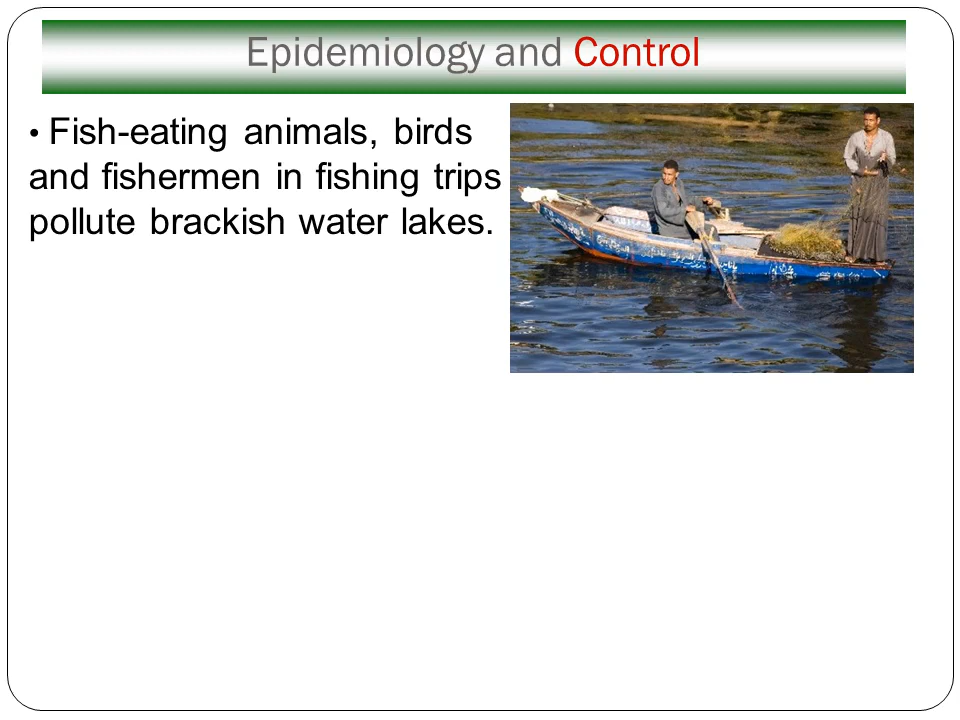 Epidemiology and Control
• Fish-eating animals, birds
and fishermen in fishing trips
pollute brackish water lakes.